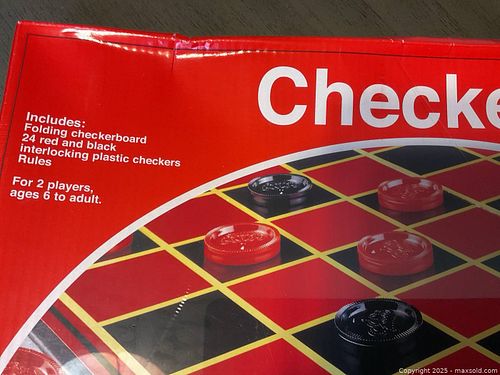 Checke
Includes:
Folding checkerboard
24 red and black
interlocking plastic checkers
Rules
For 2 players,
ages 6 to adult.
Copyright 2025 - maxsold.com